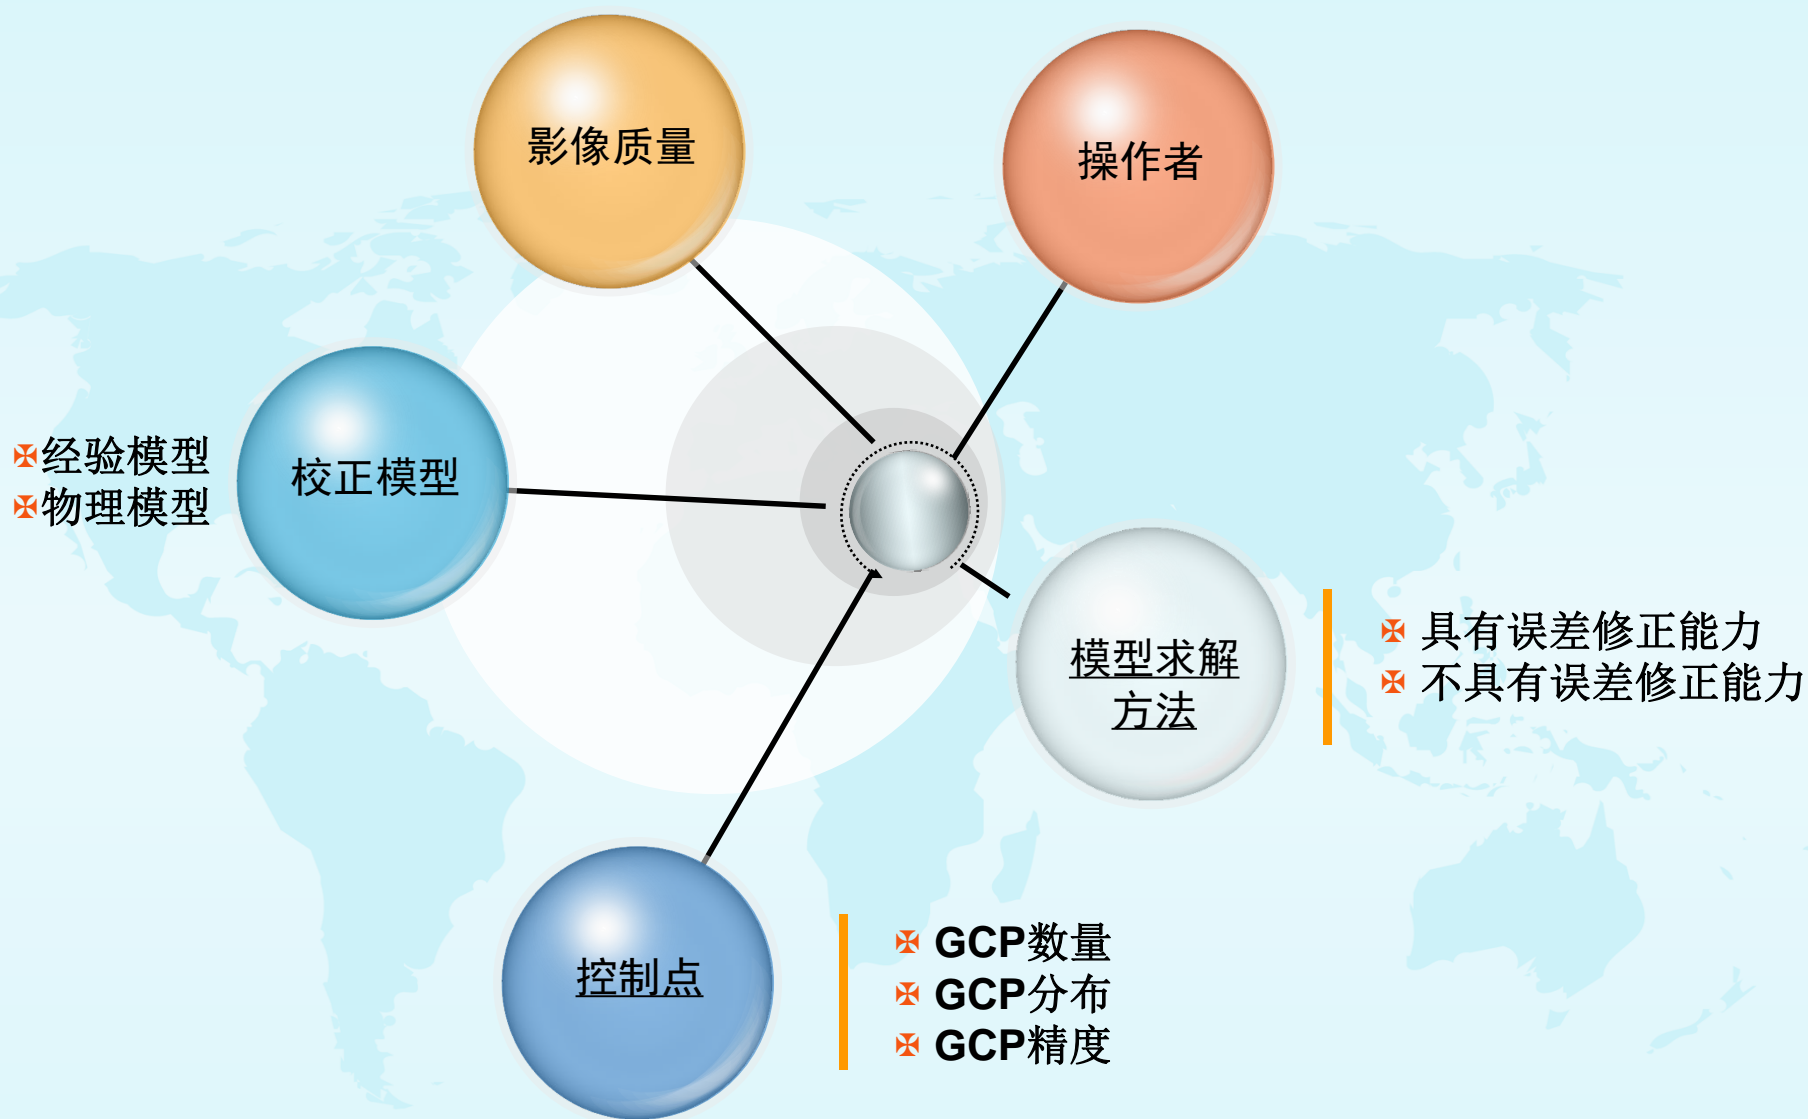 影像质量
操作者
经验模型
物理模型
校正模型
模型求解
方法
具有误差修正能力
不具有误差修正能力
控制点
GCP数量
GCP分布
GCP精度